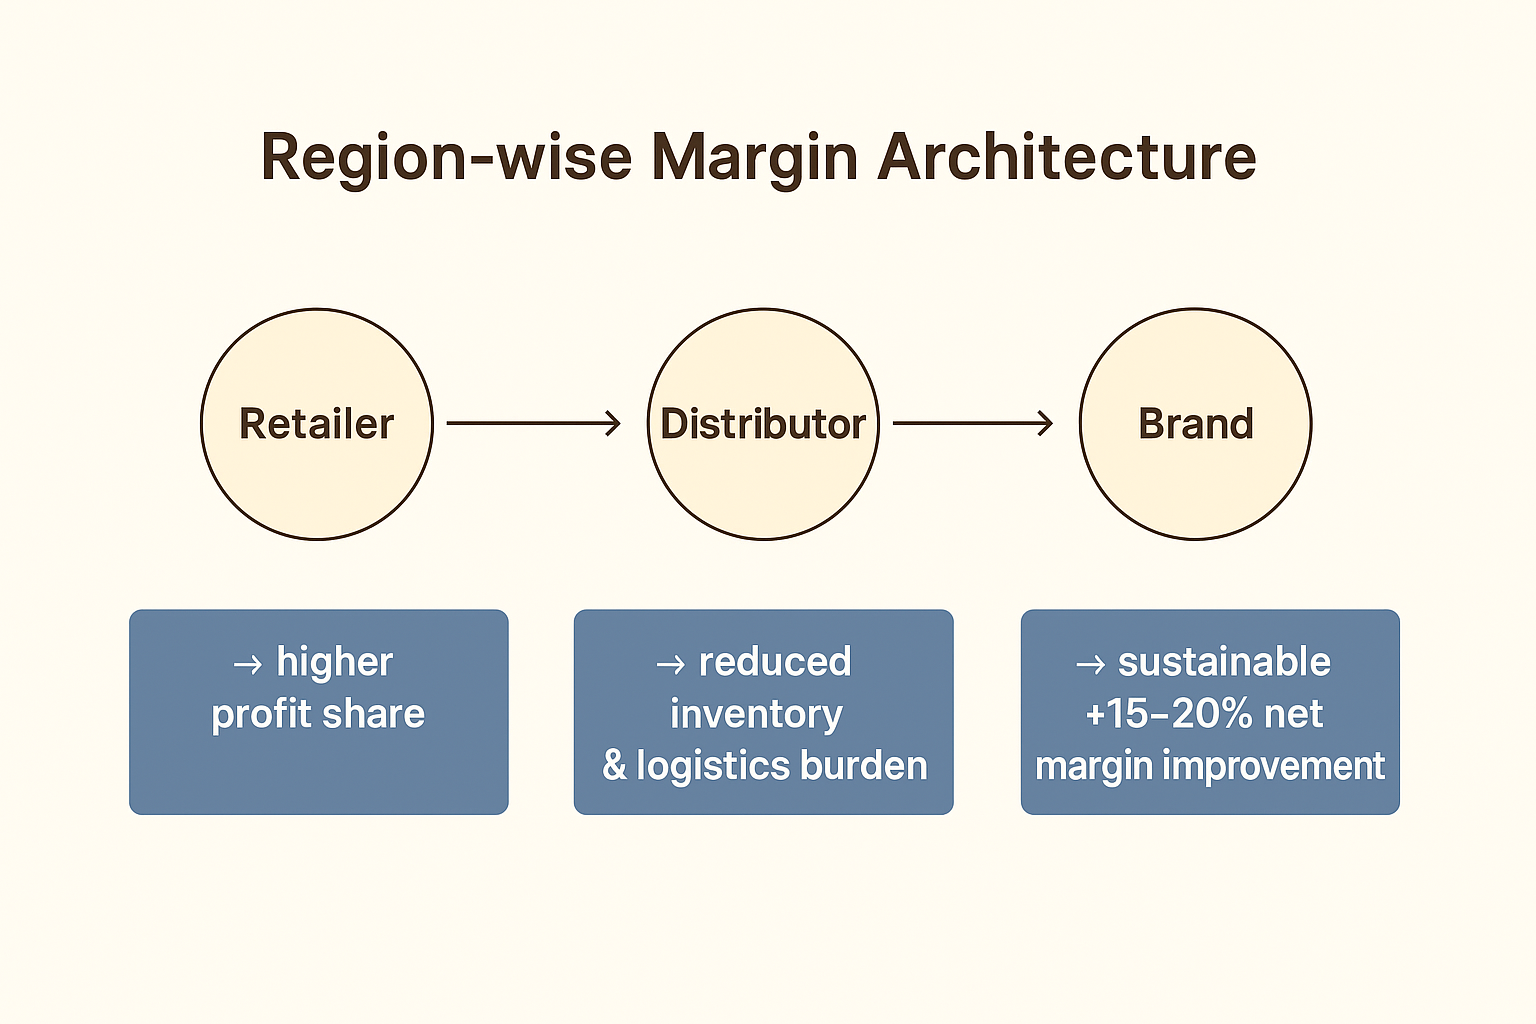 Region-wise Margin Architecture
Retailer
Distributor
Brand
→ higher
profit share
→ reduced
inventory
& logistics burden
→ sustainable
+15–20% net
margin improvement